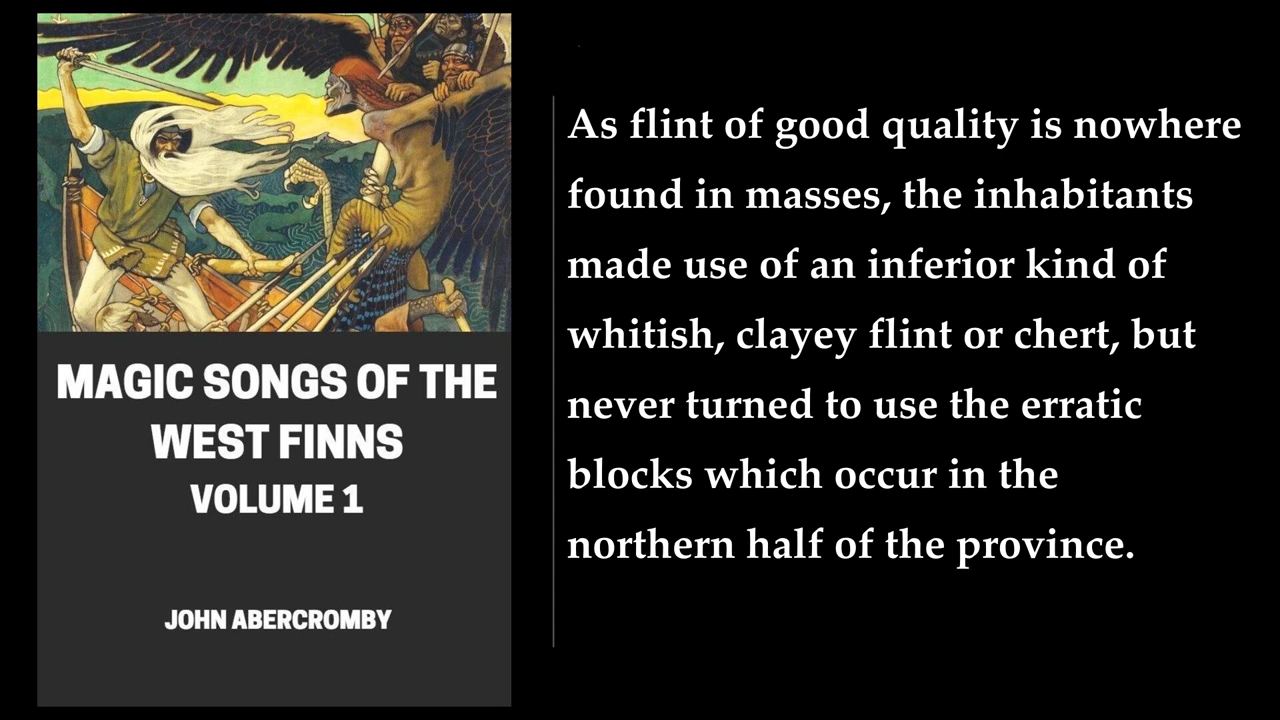 MAGIC SONGS OF THE
WEST FINNS
VOLUME 1
JOHN ABERCROMBY
As flint of good quality is nowhere
found in masses, the inhabitants
made use of an inferior kind of
whitish, clayey flint or chert, but
never turned to use the erratic
blocks which occur in the
northern half of the province.